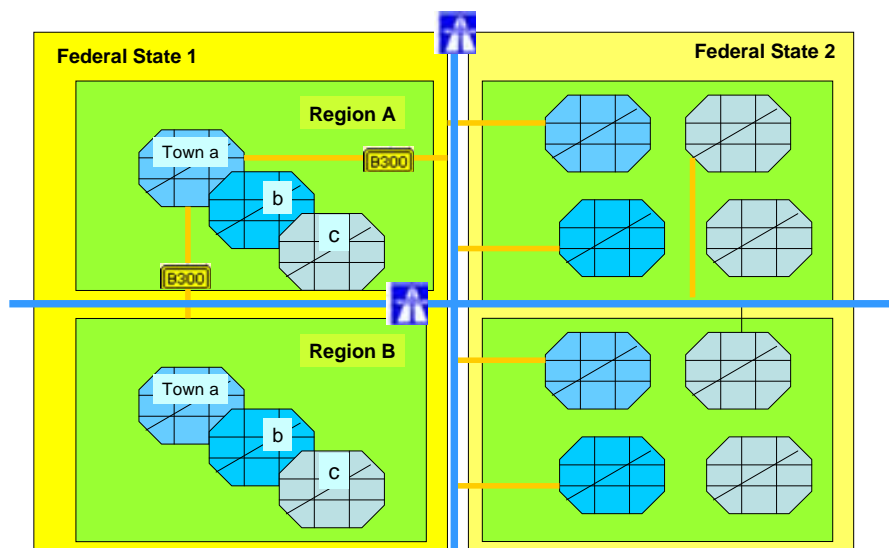 Federal State 1
Federal State 2
Region A
Town a
B300
b
c
B300
Region B
Town a
b
c